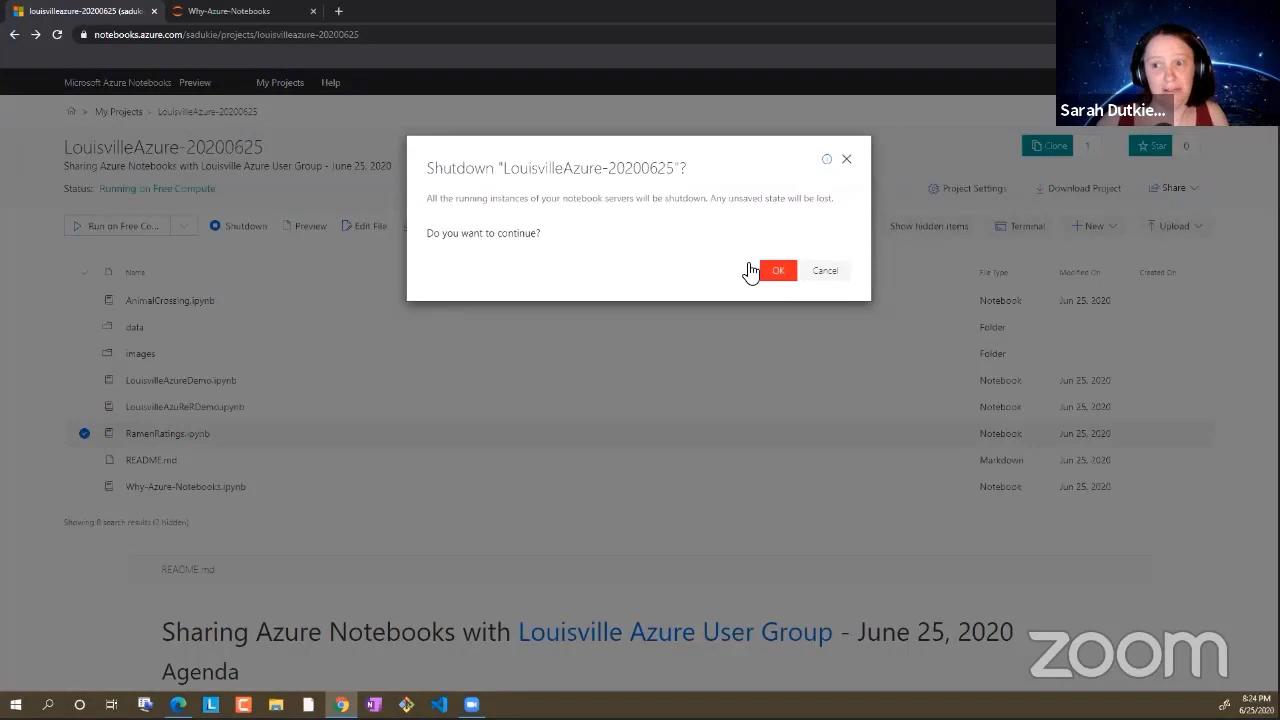 louisvilleazure-20200625 (saduki
Why-Azure-Notebooks
notebooks.azure.com/sadukie/projects/louisvilleazure-20200625
Microsoft Azure Notebooks Preview My Projects Help
Sarah Dutkie...
My Projects > LouisvilleAzure-20200625
LouisvilleAzure-20200625
Sharing Azure Notebooks with Louisville Azure User Group - June 25, 2020
Status: Running on Free Compute
Clone 1 Star 0
Project Settings Download Project Share
Run on Free Co... Shutdown Preview Edit File
Show hidden items Terminal New Upload
Shutdown "LouisvilleAzure-20200625"?
All the running instances of your notebook servers will be shutdown. Any unsaved state will be lost.
Do you want to continue?
OK Cancel
Name File Type Modified On Created On
AnimalCrossing.ipynb Notebook Jun 25, 2020
data Folder
images Folder
LouisvilleAzureDemo.ipynb Notebook Jun 25, 2020
LouisvilleAzuReRDemo.ipynb Notebook Jun 25, 2020
RamenRatings.ipynb Notebook Jun 25, 2020
README.md Markdown Jun 25, 2020
Why-Azure-Notebooks.ipynb Notebook Jun 25, 2020
Showing 8 search results (2 hidden)
README.md
Sharing Azure Notebooks with Louisville Azure User Group - June 25, 2020
Agenda
zoom
8:24 PM
6/25/2020